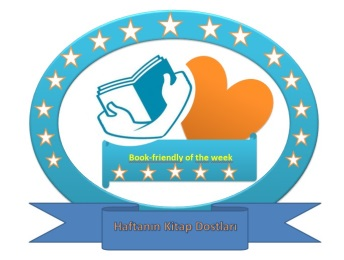 Book-friendly of the week
Haftanın Kitap Dostları